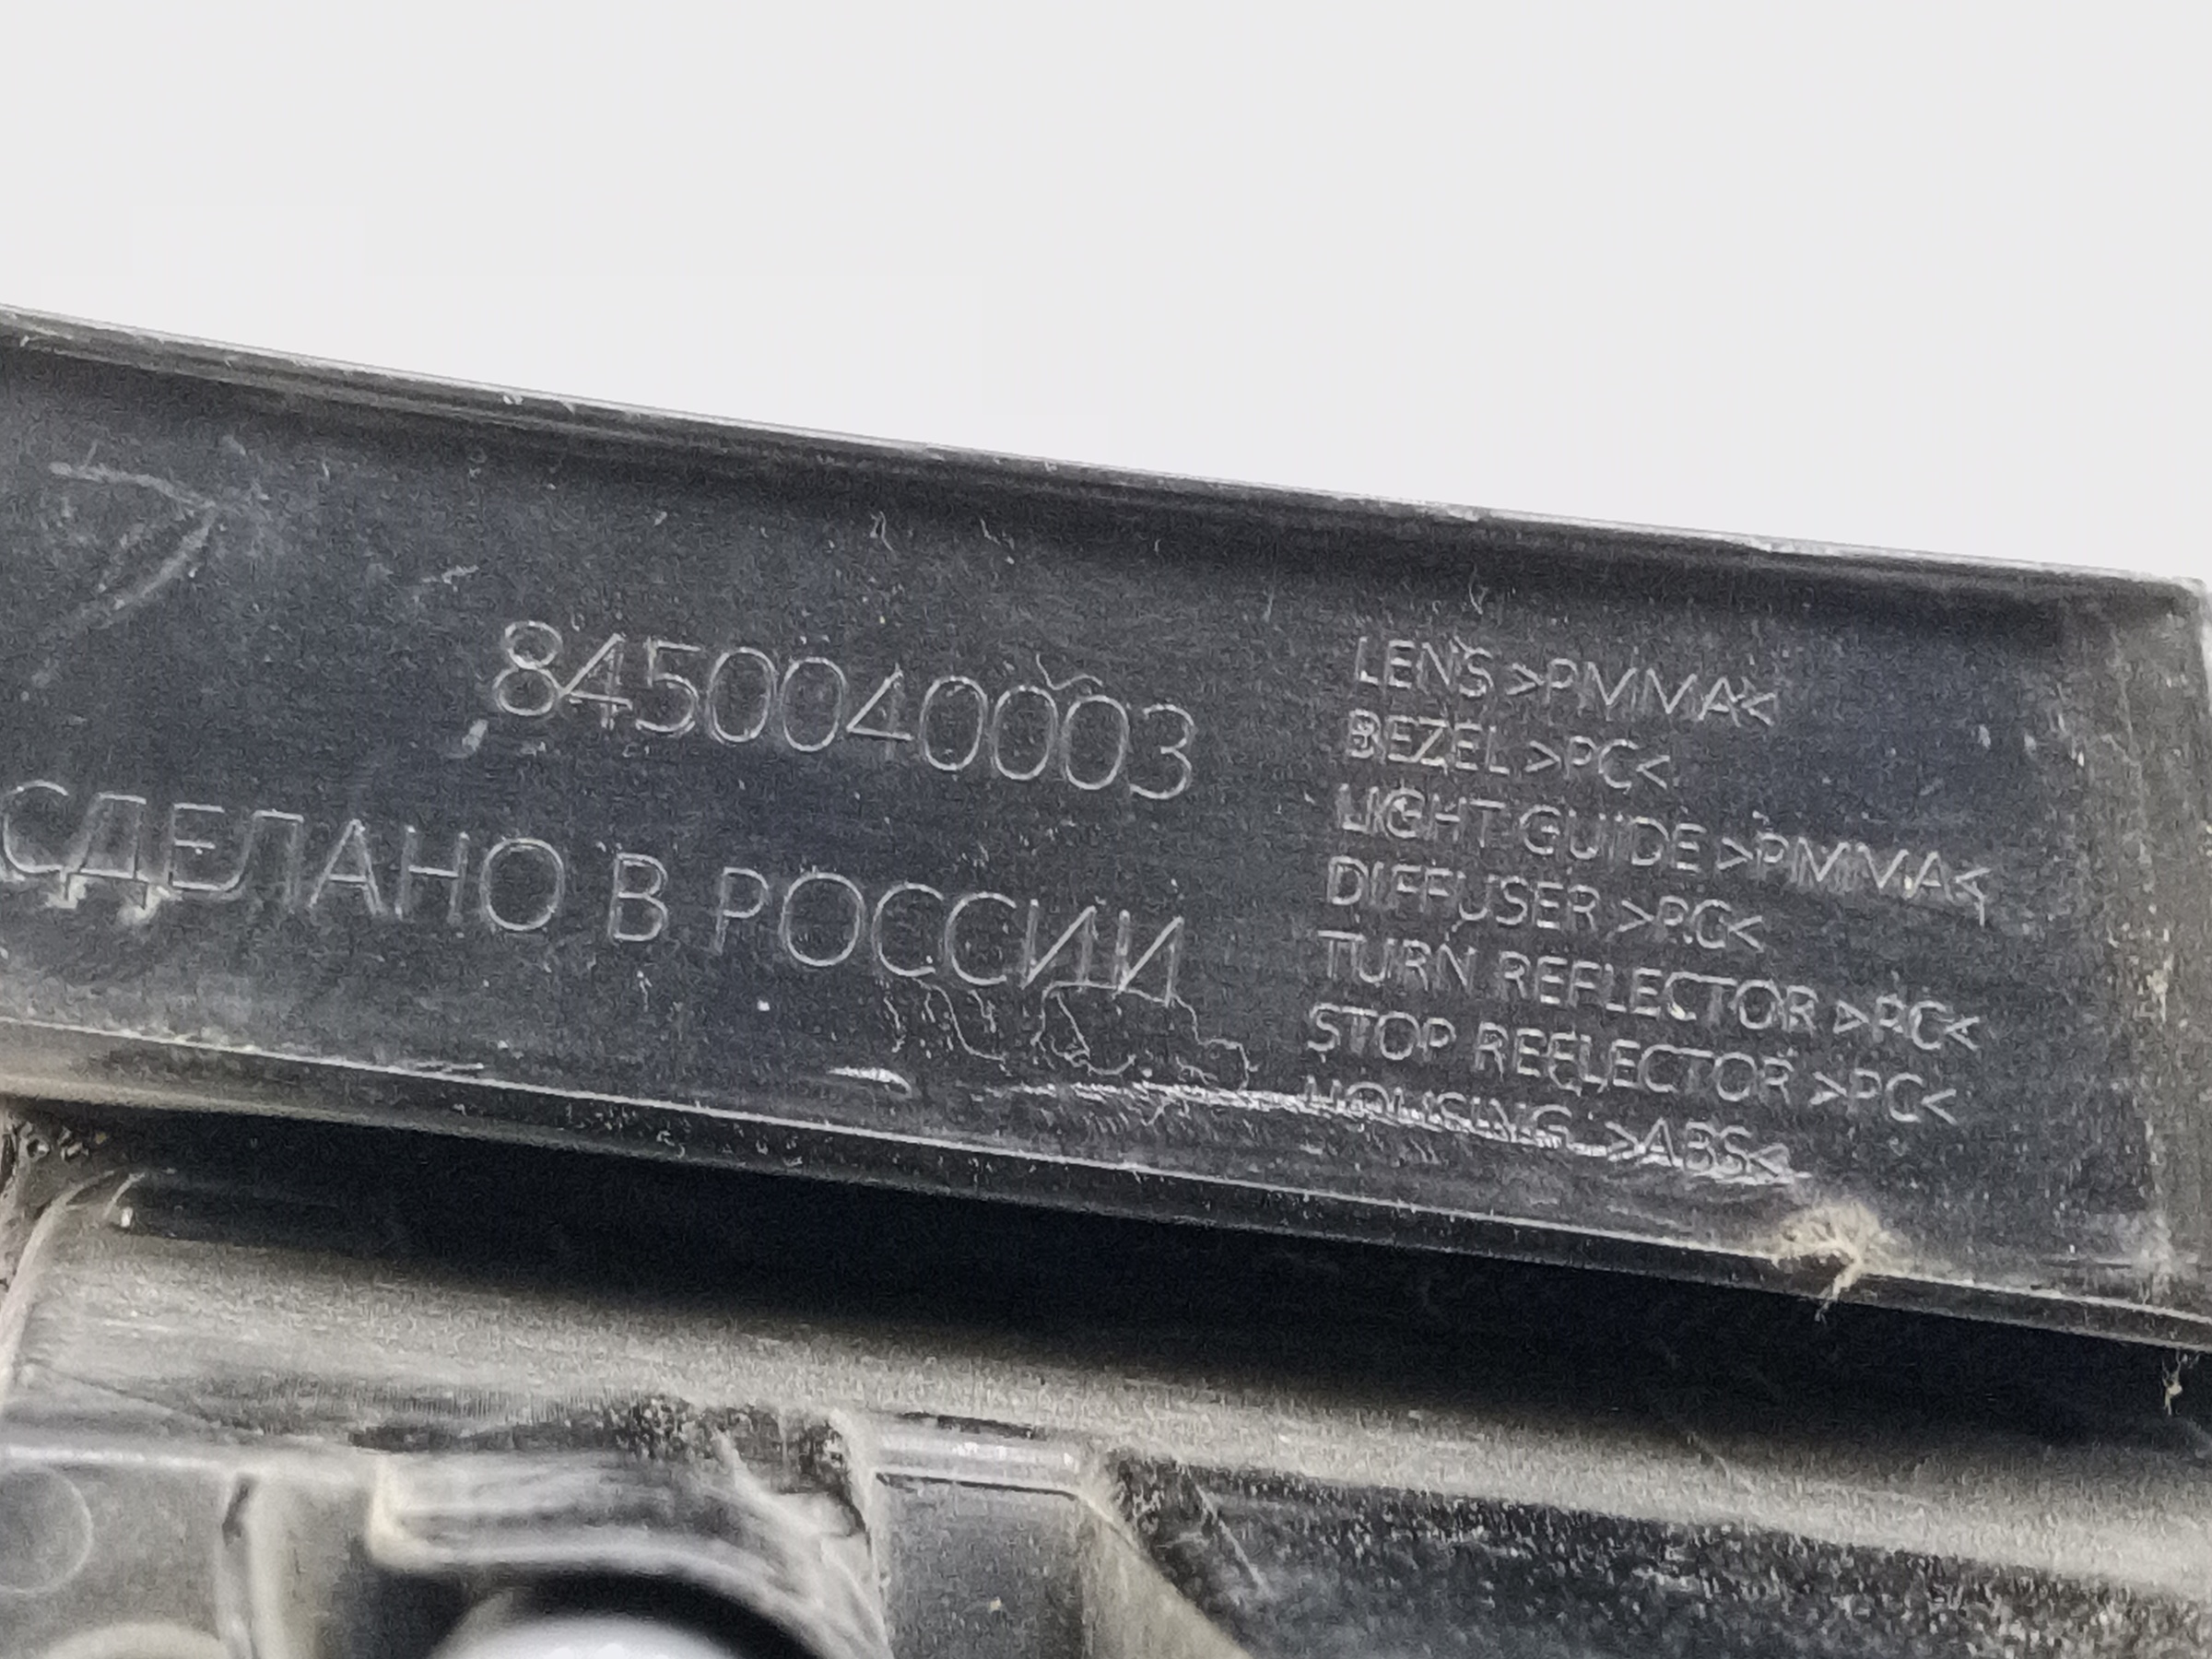 8450040003
СДЕЛАНО В РОССИИ
LENS >PMMA<
BEZEL >PC<
LIGHT GUIDE >PMMA<
DIFFUSER >PC<
TURN REFLECTOR >PC<
STOP REFLECTOR >PC<
HOUSING >ABS<